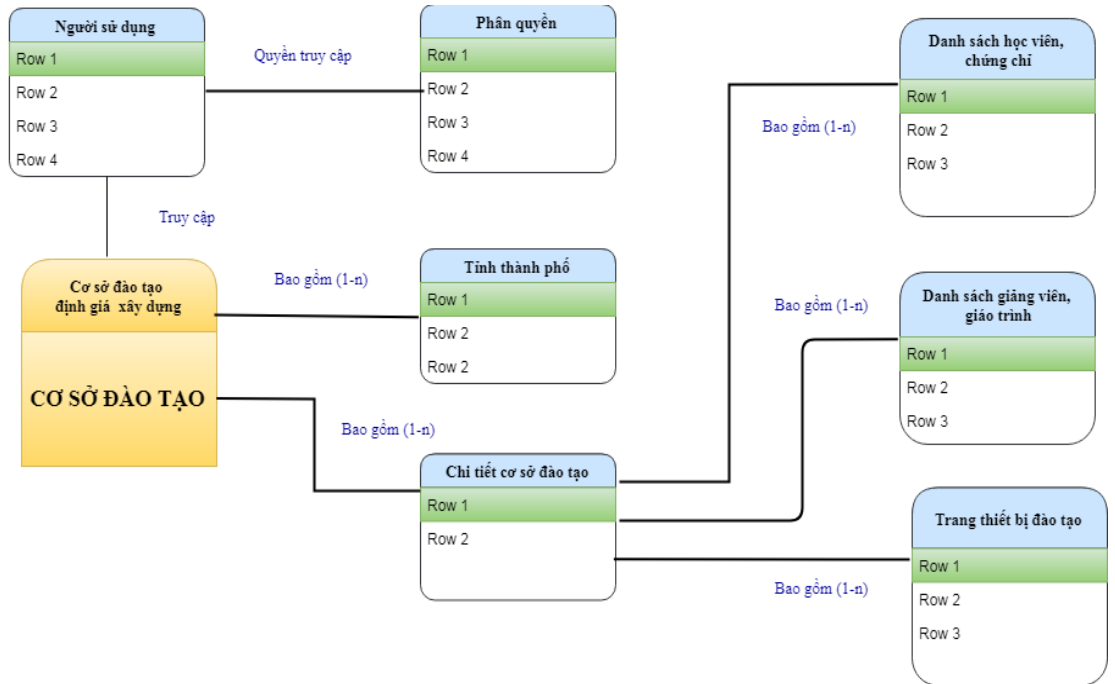 Người sử dụng
Row 1
Row 2
Row 3
Row 4
Quyền truy cập
Phân quyền
Row 1
Row 2
Row 3
Row 4
Truy cập
Cơ sở đào tạo
định giá xây dựng
CƠ SỞ ĐÀO TẠO
Bao gồm (1-n)
Tỉnh thành phố
Row 1
Row 2
Row 2
Bao gồm (1-n)
Chi tiết cơ sở đào tạo
Row 1
Row 2
Bao gồm (1-n)
Danh sách học viên,
chứng chỉ
Row 1
Row 2
Row 3
Bao gồm (1-n)
Danh sách giảng viên,
giáo trình
Row 1
Row 2
Row 3
Bao gồm (1-n)
Trang thiết bị đào tạo
Row 1
Row 2
Row 3